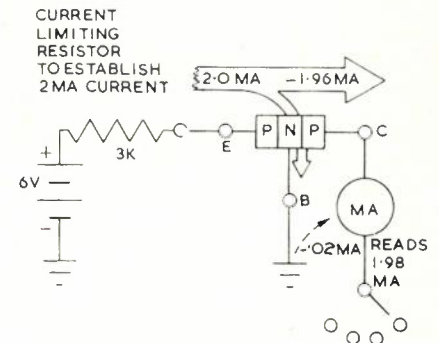 CURRENT
LIMITING
RESISTOR
TO ESTABLISH
2MA CURRENT
2.0 MA -1.96MA
3K
C
E
P N P
C
+
6V
-
B
MA
-.02MA
READS
1.98
MA